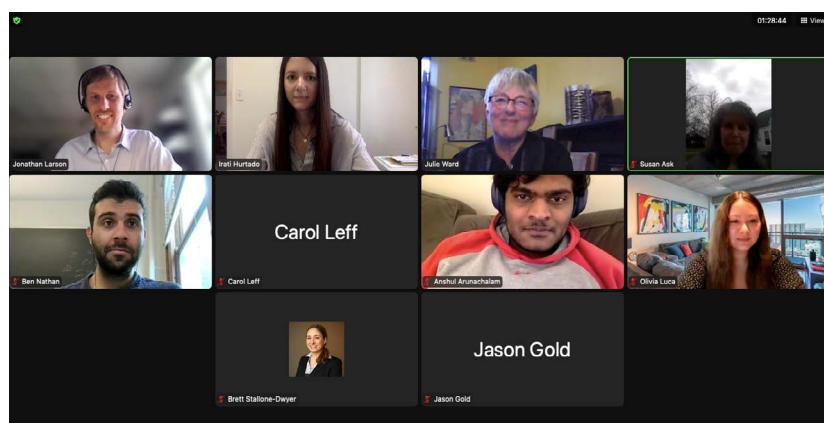 01:28:44 View
Jonathan Larson
Irati Hurtado
Julie Ward
Susan Ask
Ben Nathan
Carol Leff
Carol Leff
Anshul Arunachalam
Olivia Luca
Brett Stallone-Dwyer
Jason Gold
Jason Gold